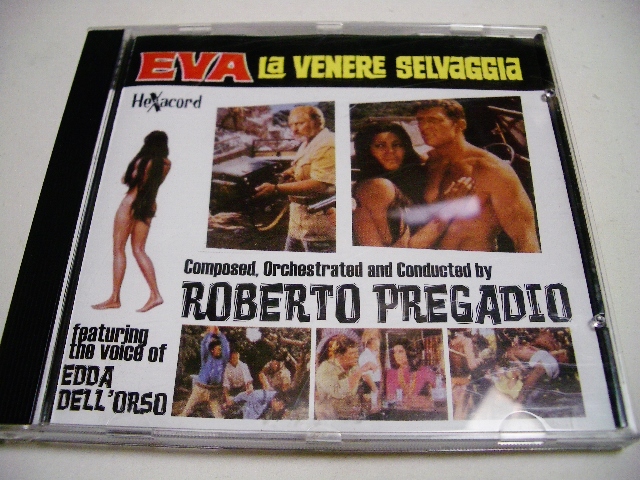 EVA La VENERE SELVAGGIA
Hexacord
Composed, Orchestrated and Conducted by
ROBERTO PREGADIO
featuring
the voice of
EDDA
DELL'ORSO